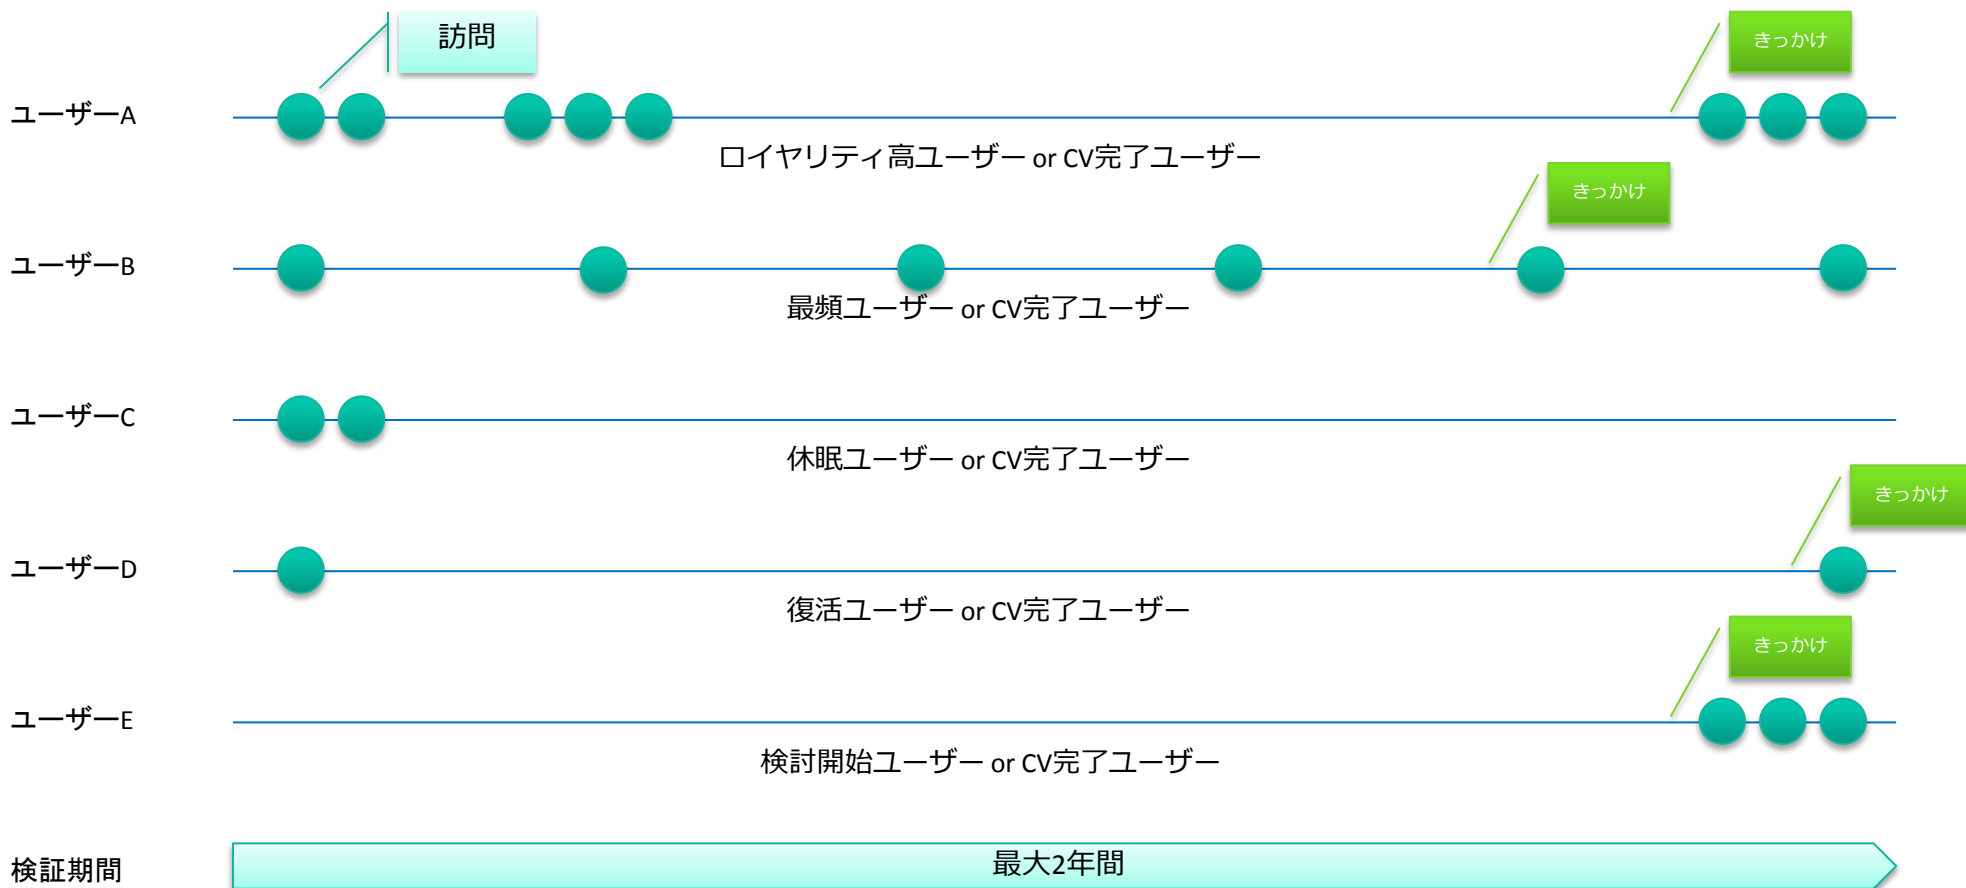 訪問
きっかけ
ユーザーA
ロイヤリティ高ユーザー or CV完了ユーザー
きっかけ
ユーザーB
最頻ユーザー or CV完了ユーザー
ユーザーC
休眠ユーザー or CV完了ユーザー
きっかけ
ユーザーD
復活ユーザー or CV完了ユーザー
きっかけ
ユーザーE
検討開始ユーザー or CV完了ユーザー
検証期間
最大2年間